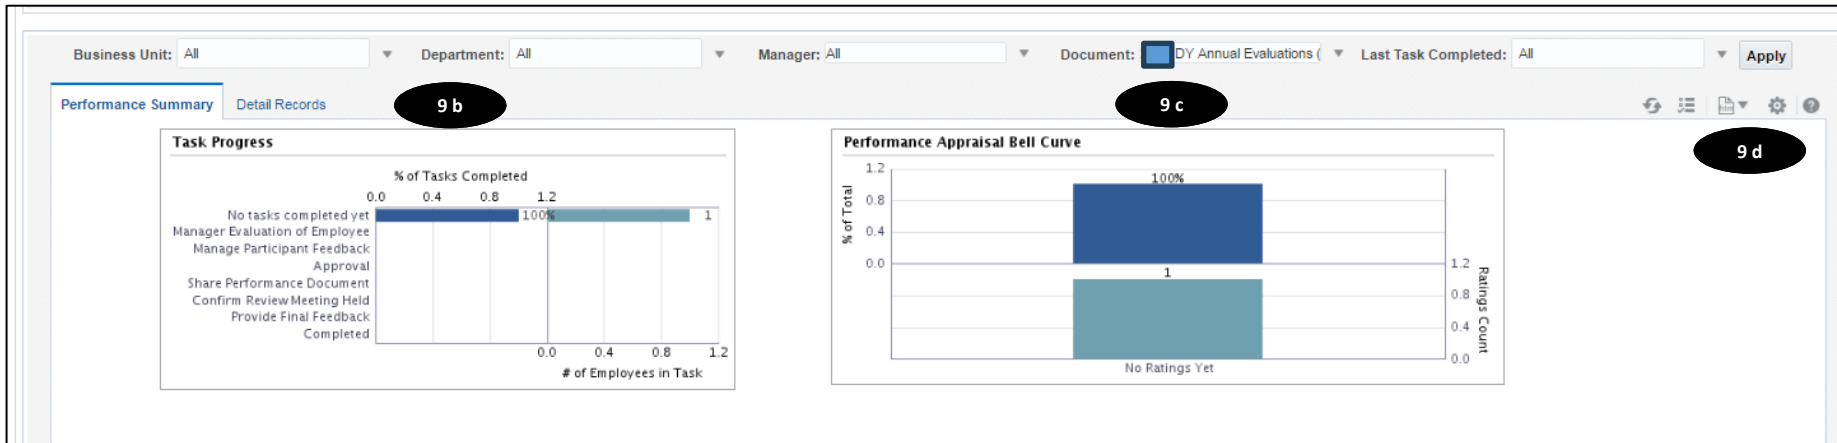 Business Unit: All Department: All Manager: All Document: DY Annual Evaluations ( Last Task Completed: All Apply
Performance Summary Detail Records 9 b 9 c
9 d
Task Progress
% of Tasks Completed
0.0 0.4 0.8 1.2
No tasks completed yet 100% 1
Manager Evaluation of Employee
Manage Participant Feedback
Approval
Share Performance Document
Confirm Review Meeting Held
Provide Final Feedback
Completed
0.0 0.4 0.8 1.2
# of Employees in Task
Performance Appraisal Bell Curve
% of Total
1.2
0.8
0.4
0.0
100%
1
1.2
0.8
0.4
0.0
Ratings Count
No Ratings Yet